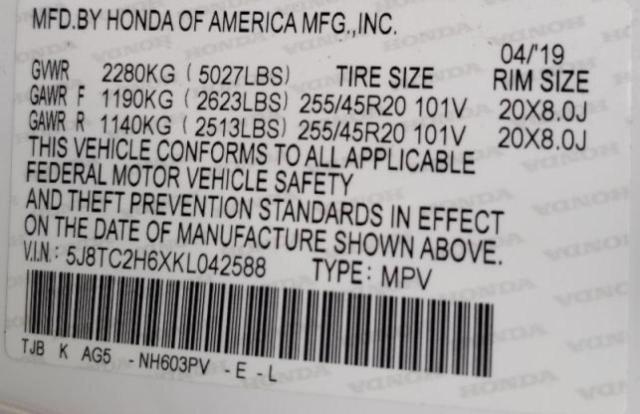 MFD.BY HONDA OF AMERICA MFG.,INC.
04/'19
GVWR 2280KG ( 5027LBS) TIRE SIZE RIM SIZE
GAWR F 1190KG ( 2623LBS) 255/45R20 101V 20X8.0J
GAWR R 1140KG ( 2513LBS) 255/45R20 101V 20X8.0J
THIS VEHICLE CONFORMS TO ALL APPLICABLE
FEDERAL MOTOR VEHICLE SAFETY
AND THEFT PREVENTION STANDARDS IN EFFECT
ON THE DATE OF MANUFACTURE SHOWN ABOVE.
V.I.N.: 5J8TC2H6XKL042588 TYPE: MPV
TJB K AG5 -NH603PV - E - L